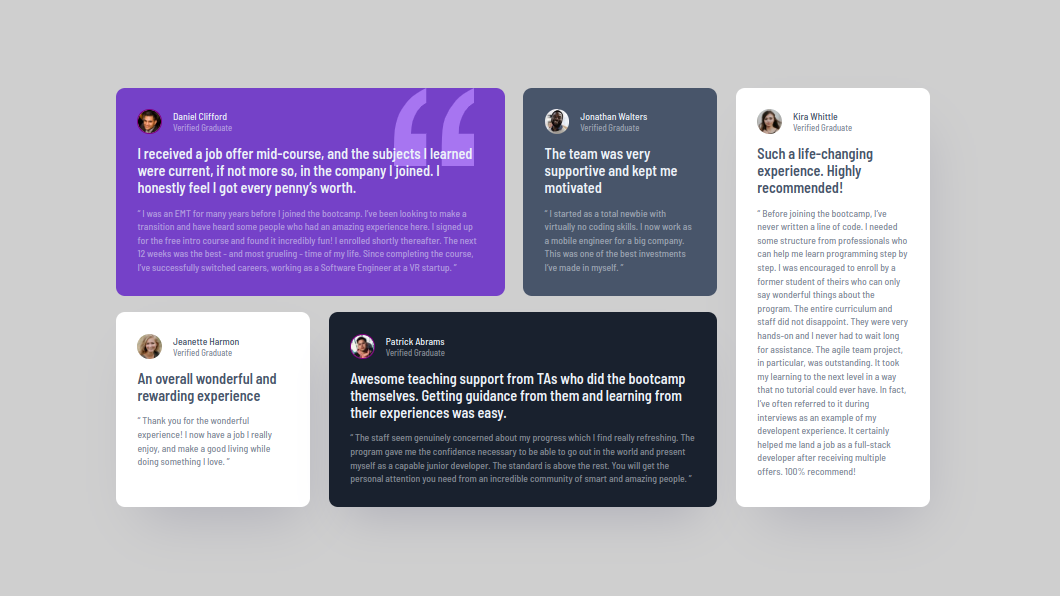 Daniel Clifford
Verified Graduate
I received a job offer mid-course, and the subjects I learned
were current, if not more so, in the company I joined. I
honestly feel I got every penny’s worth.
“ I was an EMT for many years before I joined the bootcamp. I’ve been looking to make a
transition and have heard some people who had an amazing experience here. I signed up
for the free intro course and found it incredibly fun! I enrolled shortly thereafter. The next
12 weeks was the best - and most grueling - time of my life. Since completing the course,
I’ve successfully switched careers, working as a Software Engineer at a VR startup. ”
Jonathan Walters
Verified Graduate
The team was very
supportive and kept me
motivated
“ I started as a total newbie with
virtually no coding skills. I now work as
a mobile engineer for a big company.
This was one of the best investments
I’ve made in myself. ”
Kira Whittle
Verified Graduate
Such a life-changing
experience. Highly
recommended!
“ Before joining the bootcamp, I’ve
never written a line of code. I needed
some structure from professionals who
can help me learn programming step by
step. I was encouraged to enroll by a
former student of theirs who can only
say wonderful things about the
program. The entire curriculum and
staff did not disappoint. They were very
hands-on and I never had to wait long
for assistance. The agile team project,
in particular, was outstanding. It took
my learning to the next level in a way
that no tutorial could ever have. In fact,
I’ve often referred to it during
interviews as an example of my
developent experience. It certainly
helped me land a job as a full-stack
developer after receiving multiple
offers. 100% recommend!
Jeanette Harmon
Verified Graduate
An overall wonderful and
rewarding experience
“ Thank you for the wonderful
experience! I now have a job I really
enjoy, and make a good living while
doing something I love. ”
Patrick Abrams
Verified Graduate
Awesome teaching support from TAs who did the bootcamp
themselves. Getting guidance from them and learning from
their experiences was easy.
“ The staff seem genuinely concerned about my progress which I find really refreshing. The
program gave me the confidence necessary to be able to go out in the world and present
myself as a capable junior developer. The standard is above the rest. You will get the
personal attention you need from an incredible community of smart and amazing people. ”